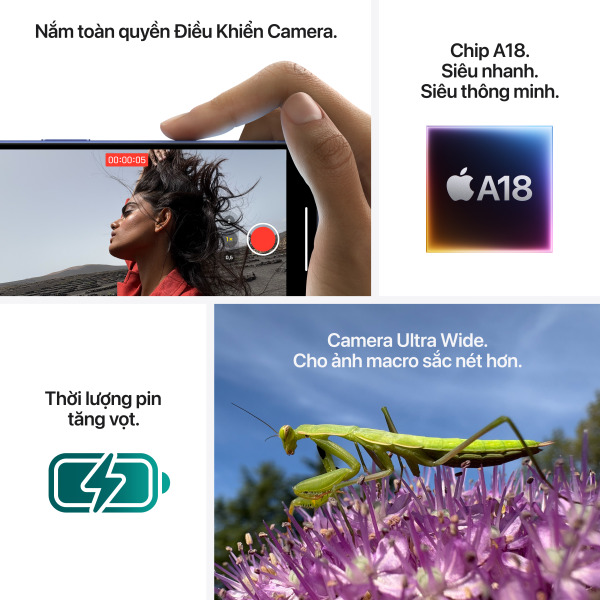 Nắm toàn quyền Điều Khiển Camera.
00:00:05
1×
0,5
Chip A18.
Siêu nhanh.
Siêu thông minh.
A18
Thời lượng pin
tăng vọt.
Camera Ultra Wide.
Cho ảnh macro sắc nét hơn.